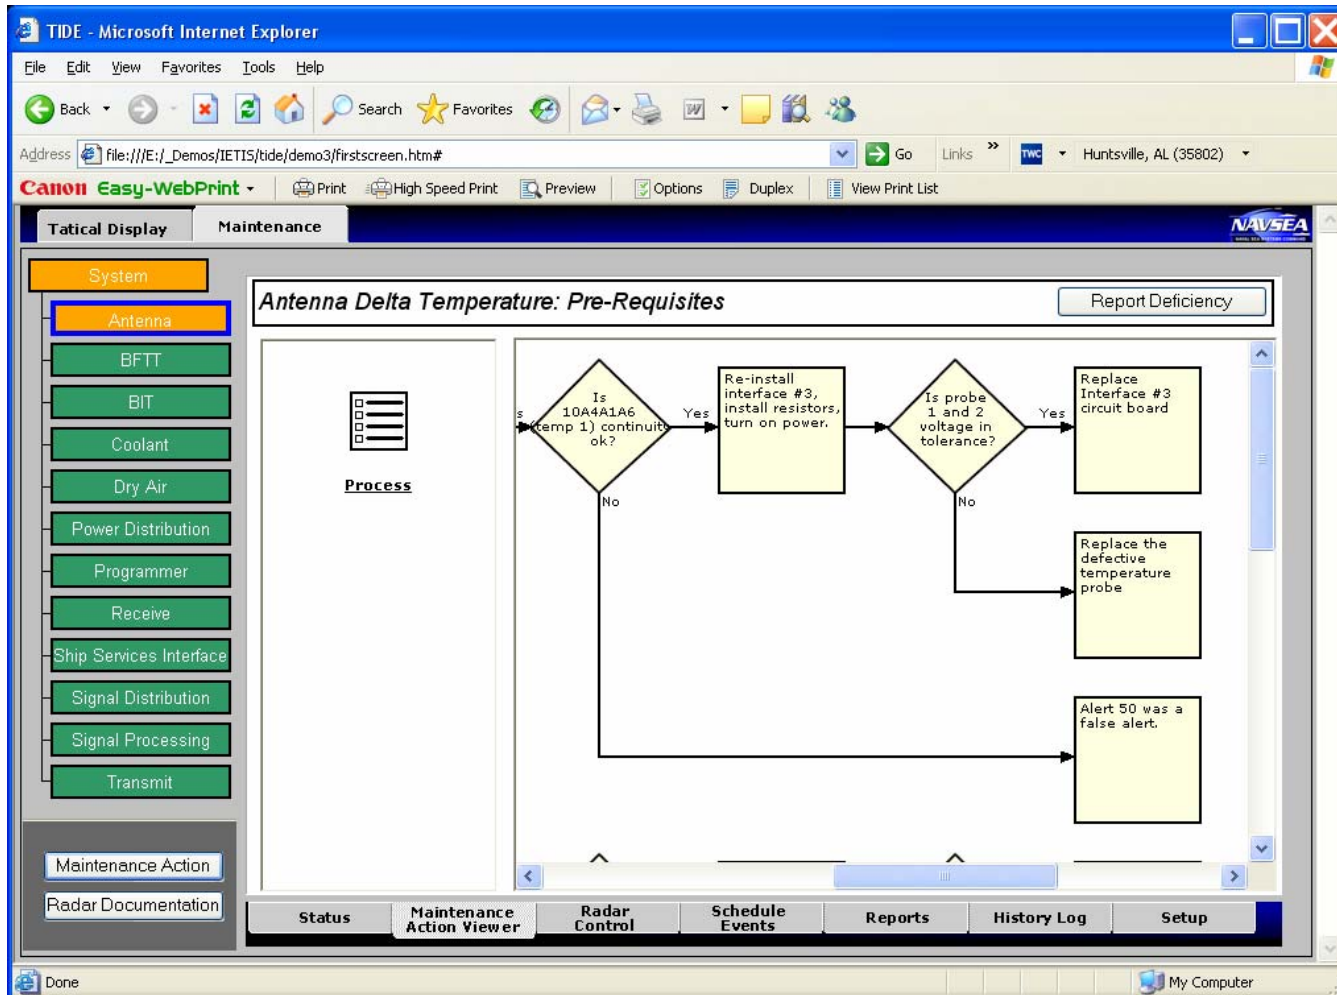 TIDE - Microsoft Internet Explorer
File Edit View Favorites Tools Help
Back Search Favorites
Address file:///E:/_Demos/IETIS/tide/demo3/firstscreen.htm# Go Links » TWC Huntsville, AL (35802)
Canon Easy-WebPrint Print High Speed Print Preview Options Duplex View Print List
Tatical Display Maintenance NAVSEA
System
Antenna
BFTT
BIT
Coolant
Dry Air
Power Distribution
Programmer
Receive
Ship Services Interface
Signal Distribution
Signal Processing
Transmit
Maintenance Action
Radar Documentation
Antenna Delta Temperature: Pre-Requisites
Report Deficiency
Process
s
Is
10A4A1A6
(temp 1) continuity
ok?
Yes
No
Re-install
interface #3,
install resistors,
turn on power.
Is probe
1 and 2
voltage in
tolerance?
Yes
No
Replace
Interface #3
circuit board
Replace the
defective
temperature
probe
Alert 50 was a
false alert.
Status
Maintenance
Action Viewer
Radar
Control
Schedule
Events
Reports
History Log
Setup
Done My Computer